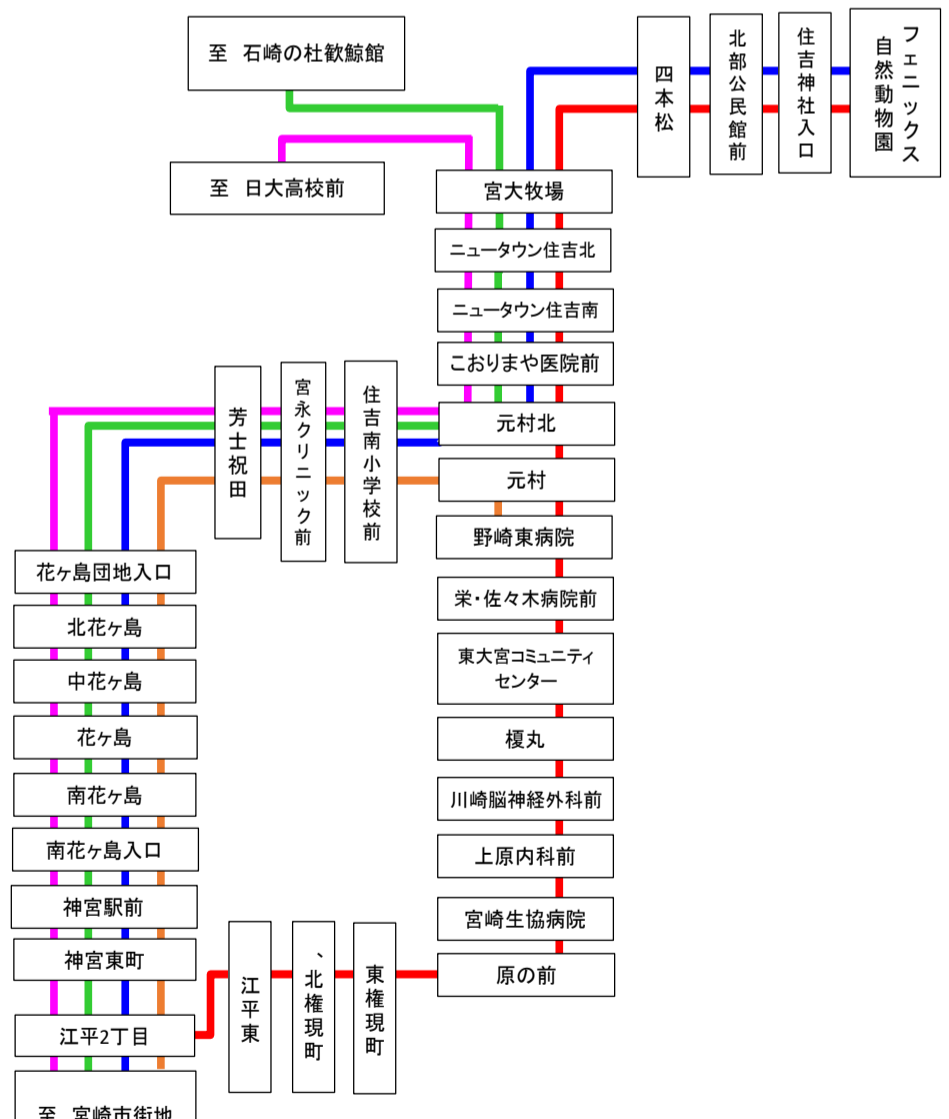 至　石崎の杜歓鯨館
至　日大高校前
四本松
北部公民館前
住吉神社入口
フェニックス
自然動物園
宮大牧場
ニュータウン住吉北
ニュータウン住吉南
こおりまや医院前
元村北
元村
野崎東病院
栄・佐々木病院前
東大宮コミュニティ
センター
榎丸
川崎脳神経外科前
上原内科前
宮崎生協病院
原の前
芳士祝田
宮永クリニック前
住吉南小学校前
花ヶ島団地入口
北花ヶ島
中花ヶ島
花ヶ島
南花ヶ島
南花ヶ島入口
神宮駅前
神宮東町
江平2丁目
至　宮崎市街地
江平東
、北権現町
東権現町